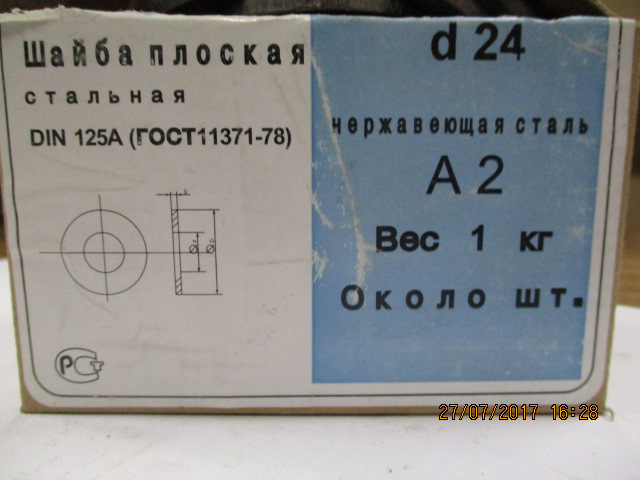 Шайба плоская
стальная
DIN 125A (ГОСТ11371-78)
d 24
нержавеющая сталь
А 2
Вес 1 кг
Около шт.
РСТ
27/07/2017 16:28